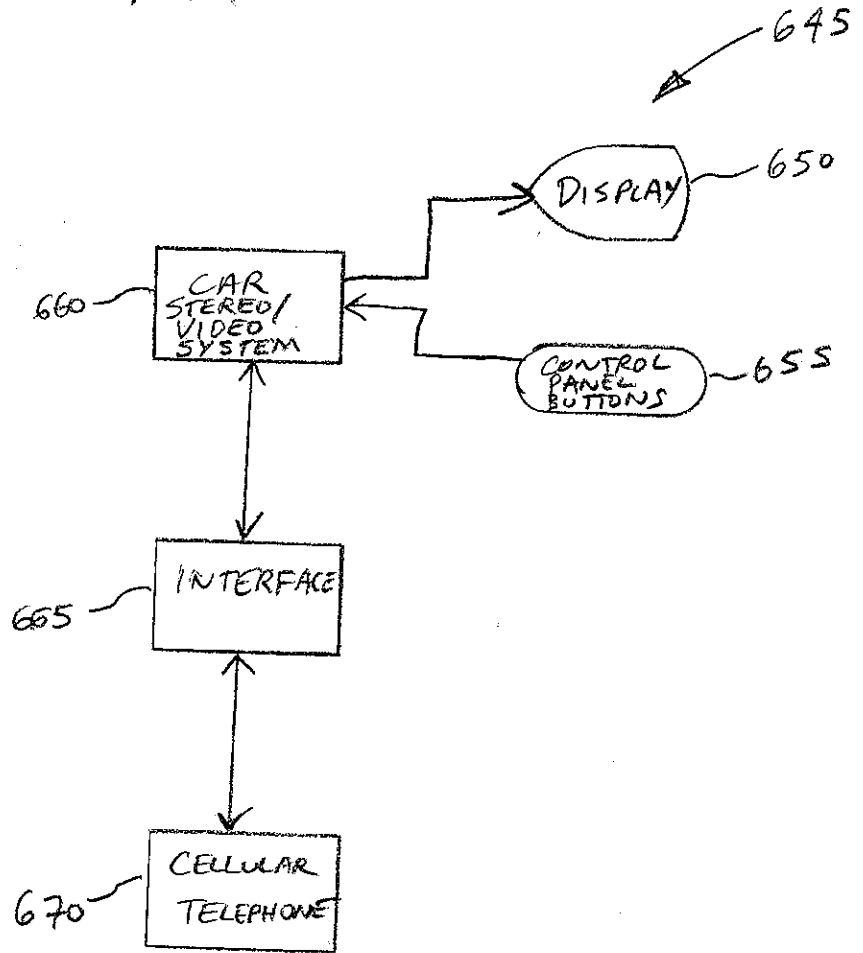 645
DISPLAY
650
660
CAR
STEREO/
VIDEO
SYSTEM
CONTROL
PANEL
BUTTONS
655
INTERFACE
665
CELLULAR
TELEPHONE
670